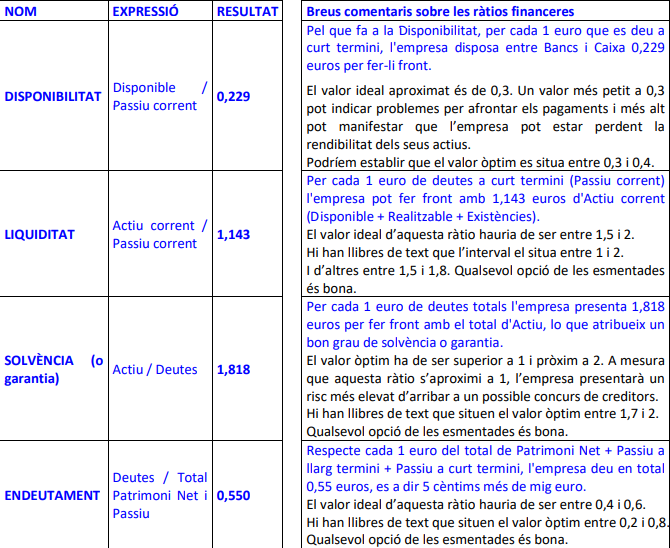 NOM EXPRESSIÓ RESULTAT Breus comentaris sobre les ràtios financeres
DISPONIBILITAT
Disponible /
Passiu corrent
0,229
Pel que fa a la Disponibilitat, per cada 1 euro que es deu a
curt termini, l'empresa disposa entre Bancs i Caixa 0,229
euros per fer-li front.
El valor ideal aproximat és de 0,3. Un valor més petit a 0,3
pot indicar problemes per afrontar els pagaments i més alt
pot manifestar que l’empresa pot estar perdent la
rendibilitat dels seus actius.
Podríem establir que el valor òptim es situa entre 0,3 i 0,4.
LIQUIDITAT
Actiu corrent /
Passiu corrent
1,143
Per cada 1 euro de deutes a curt termini (Passiu corrent)
l'empresa pot fer front amb 1,143 euros d'Actiu corrent
(Disponible + Realitzable + Existències).
El valor ideal d’aquesta ràtio hauria de ser entre 1,5 i 2.
Hi han llibres de text que l’interval el situa entre 1 i 2.
I d’altres entre 1,5 i 1,8. Qualsevol opció de les esmentades
és bona.
SOLVÈNCIA (o
garantia)
Actiu / Deutes
1,818
Per cada 1 euro de deutes totals l'empresa presenta 1,818
euros per fer front amb el total d'Actiu, lo que atribueix un
bon grau de solvència o garantia.
El valor òptim ha de ser superior a 1 i pròxim a 2. A mesura
que aquesta ràtio s’aproximi a 1, l’empresa presentarà un
risc més elevat d’arribar a un possible concurs de creditors.
Hi han llibres de text que situen el valor òptim entre 1,7 i 2.
Qualsevol opció de les esmentades és bona.
ENDEUTAMENT
Deutes / Total
Patrimoni Net i
Passiu
0,550
Respecte cada 1 euro del total de Patrimoni Net + Passiu a
llarg termini + Passiu a curt termini, l'empresa deu en total
0,55 euros, es a dir 5 cèntims més de mig euro.
El valor ideal d’aquesta ràtio hauria de ser entre 0,4 i 0,6.
Hi han llibres de text que situen el valor òptim entre 0,2 i 0,8.
Qualsevol opció de les esmentades és bona.